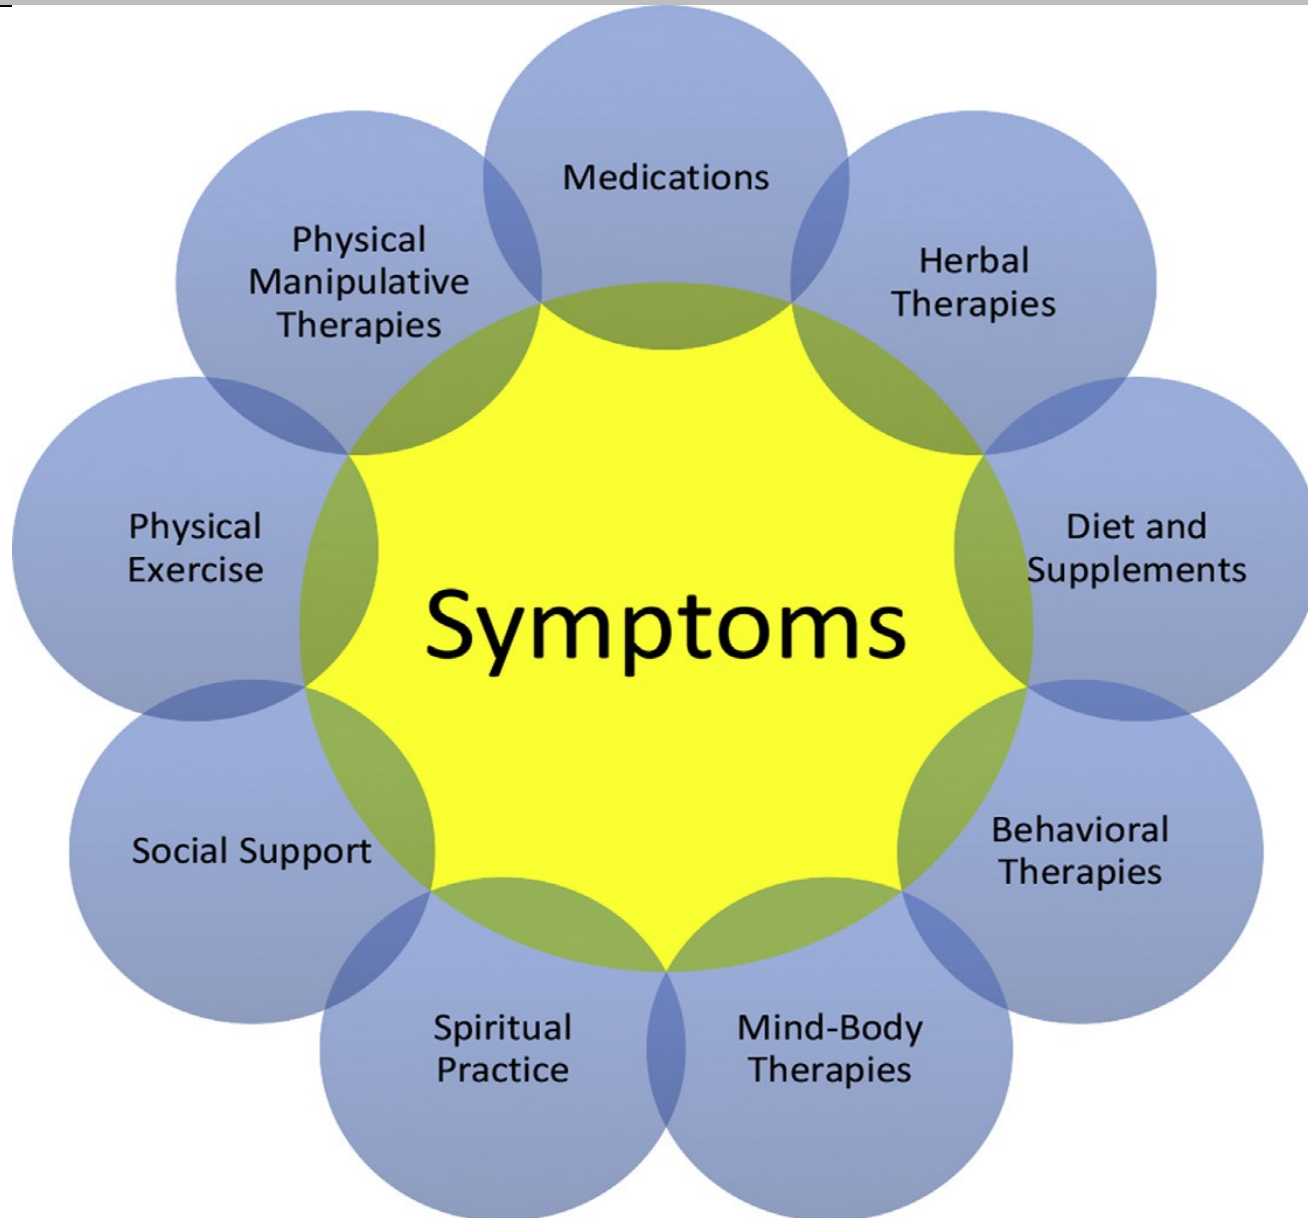 Medications
Herbal
Therapies
Diet and
Supplements
Behavioral
Therapies
Mind-Body
Therapies
Spiritual
Practice
Social Support
Physical
Exercise
Physical
Manipulative
Therapies
Symptoms